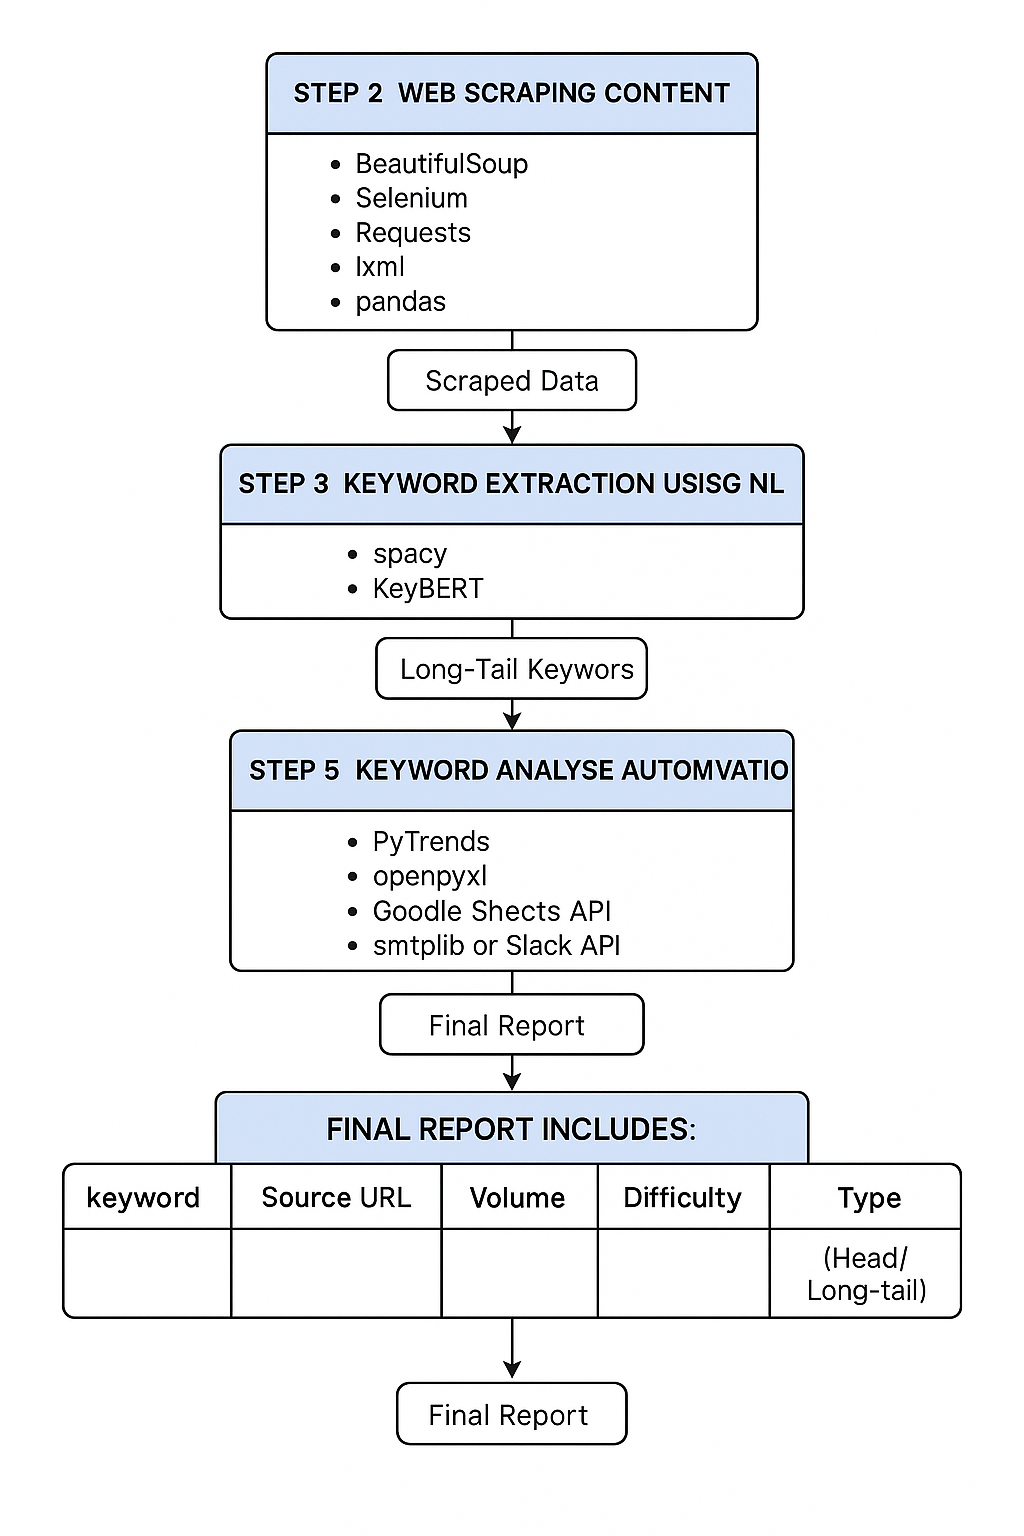 STEP 2 WEB SCRAPING CONTENT
• BeautifulSoup
• Selenium
• Requests
• lxml
• pandas
Scraped Data
STEP 3 KEYWORD EXTRACTION USISG NL
• spacy
• KeyBERT
Long-Tail Keywors
STEP 5 KEYWORD ANALYSE AUTOMVATIO
• PyTrends
• openpyxl
• Goodle Shects API
• smtplib or Slack API
Final Report
FINAL REPORT INCLUDES:
keyword Source URL Volume Difficulty Type
(Head/
Long-tail)
Final Report